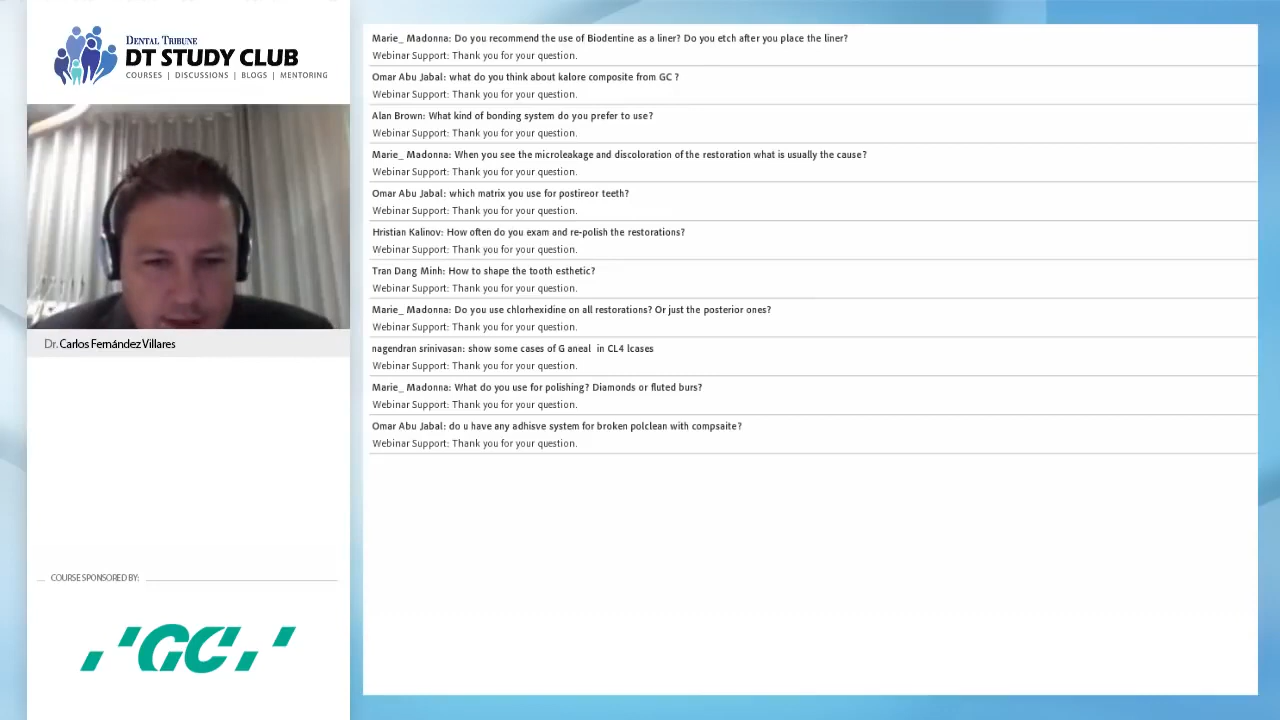 DENTAL TRIBUNE
DT STUDY CLUB
COURSES | DISCUSSIONS | BLOGS | MENTORING
Dr. Carlos Fernández Villares
COURSE SPONSORED BY:
GC
Marie_ Madonna: Do you recommend the use of Biodentine as a liner? Do you etch after you place the liner?
Webinar Support: Thank you for your question.
Omar Abu Jabal: what do you think about kalore composite from GC ?
Webinar Support: Thank you for your question.
Alan Brown: What kind of bonding system do you prefer to use?
Webinar Support: Thank you for your question.
Marie_ Madonna: When you see the microleakage and discoloration of the restoration what is usually the cause?
Webinar Support: Thank you for your question.
Omar Abu Jabal: which matrix you use for postireor teeth?
Webinar Support: Thank you for your question.
Hristian Kalinov: How often do you exam and re-polish the restorations?
Webinar Support: Thank you for your question.
Tran Dang Minh: How to shape the tooth esthetic?
Webinar Support: Thank you for your question.
Marie_ Madonna: Do you use chlorhexidine on all restorations? Or just the posterior ones?
Webinar Support: Thank you for your question.
nagendran srinivasan: show some cases of G aneal in CL4 lcases
Webinar Support: Thank you for your question.
Marie_ Madonna: What do you use for polishing? Diamonds or fluted burs?
Webinar Support: Thank you for your question.
Omar Abu Jabal: do u have any adhisve system for broken polclean with compsaite?
Webinar Support: Thank you for your question.